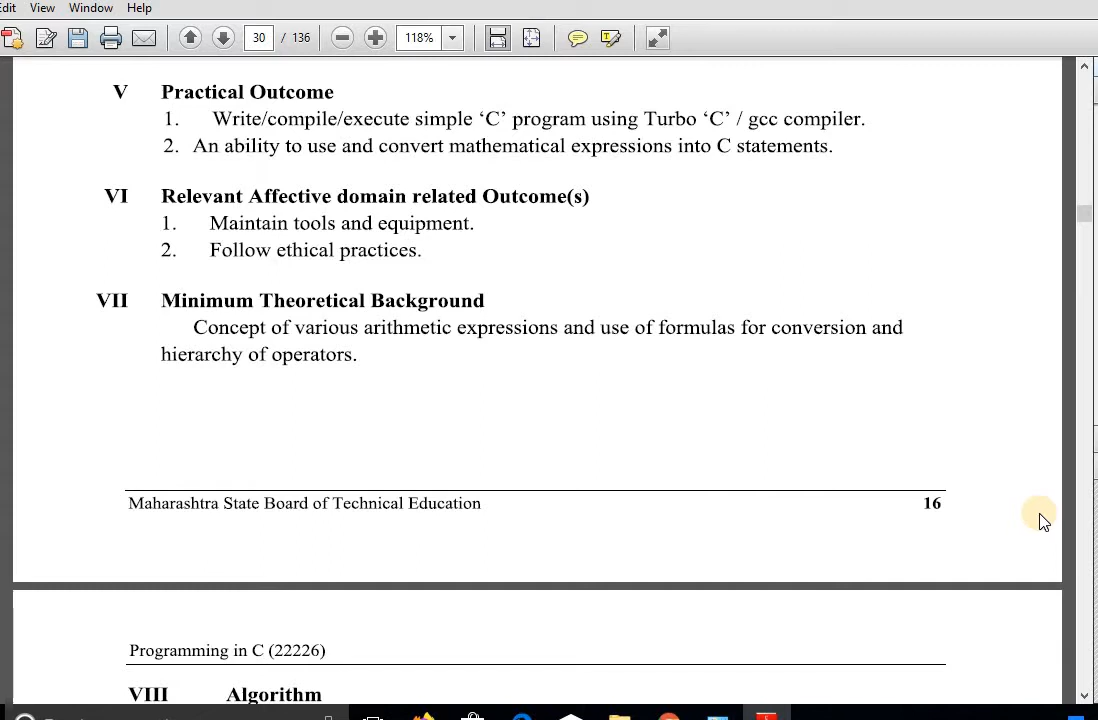 Edit View Window Help
30 / 136 118%
V Practical Outcome
1. Write/compile/execute simple ‘C’ program using Turbo ‘C’ / gcc compiler.
2. An ability to use and convert mathematical expressions into C statements.
VI Relevant Affective domain related Outcome(s)
1. Maintain tools and equipment.
2. Follow ethical practices.
VII Minimum Theoretical Background
Concept of various arithmetic expressions and use of formulas for conversion and
hierarchy of operators.
Maharashtra State Board of Technical Education 16
Programming in C (22226)
VIII Algorithm